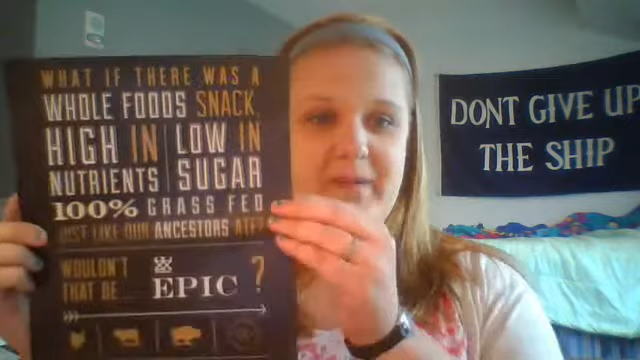 WHAT IF THERE WAS A
WHOLE FOODS SNACK,
HIGH IN
NUTRIENTS
LOW IN
SUGAR
100% GRASS FED
JUST LIKE OUR ANCESTORS ATE?
WOULDN'T
THAT BE
EPIC ?
DONT GIVE UP
THE SHIP